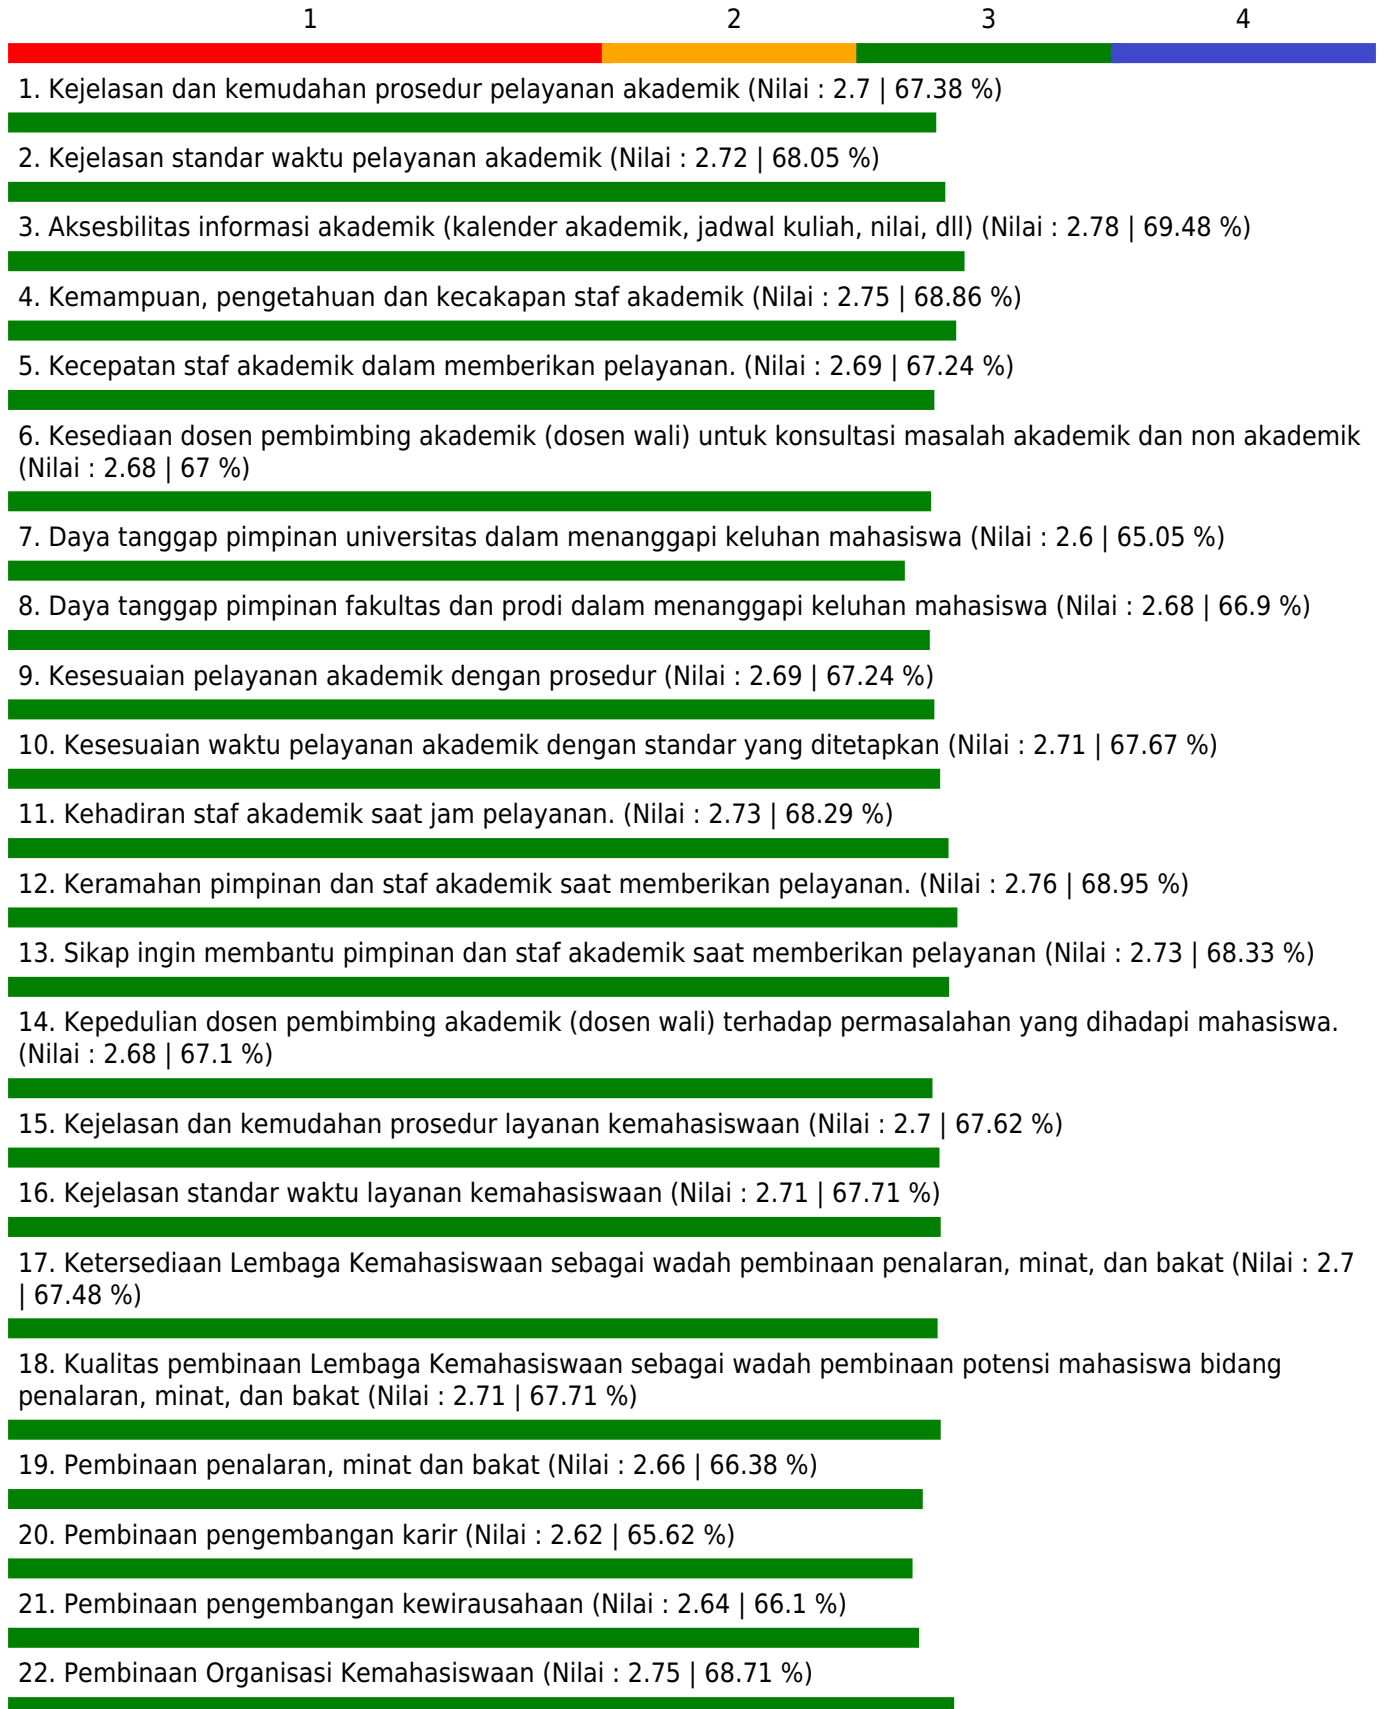 1 2 3 4
1. Kejelasan dan kemudahan prosedur pelayanan akademik (Nilai : 2.7 | 67.38 %)
2. Kejelasan standar waktu pelayanan akademik (Nilai : 2.72 | 68.05 %)
3. Aksesbilitas informasi akademik (kalender akademik, jadwal kuliah, nilai, dll) (Nilai : 2.78 | 69.48 %)
4. Kemampuan, pengetahuan dan kecakapan staf akademik (Nilai : 2.75 | 68.86 %)
5. Kecepatan staf akademik dalam memberikan pelayanan. (Nilai : 2.69 | 67.24 %)
6. Kesediaan dosen pembimbing akademik (dosen wali) untuk konsultasi masalah akademik dan non akademik
(Nilai : 2.68 | 67 %)
7. Daya tanggap pimpinan universitas dalam menanggapi keluhan mahasiswa (Nilai : 2.6 | 65.05 %)
8. Daya tanggap pimpinan fakultas dan prodi dalam menanggapi keluhan mahasiswa (Nilai : 2.68 | 66.9 %)
9. Kesesuaian pelayanan akademik dengan prosedur (Nilai : 2.69 | 67.24 %)
10. Kesesuaian waktu pelayanan akademik dengan standar yang ditetapkan (Nilai : 2.71 | 67.67 %)
11. Kehadiran staf akademik saat jam pelayanan. (Nilai : 2.73 | 68.29 %)
12. Keramahan pimpinan dan staf akademik saat memberikan pelayanan. (Nilai : 2.76 | 68.95 %)
13. Sikap ingin membantu pimpinan dan staf akademik saat memberikan pelayanan (Nilai : 2.73 | 68.33 %)
14. Kepedulian dosen pembimbing akademik (dosen wali) terhadap permasalahan yang dihadapi mahasiswa.
(Nilai : 2.68 | 67.1 %)
15. Kejelasan dan kemudahan prosedur layanan kemahasiswaan (Nilai : 2.7 | 67.62 %)
16. Kejelasan standar waktu layanan kemahasiswaan (Nilai : 2.71 | 67.71 %)
17. Ketersediaan Lembaga Kemahasiswaan sebagai wadah pembinaan penalaran, minat, dan bakat (Nilai : 2.7
| 67.48 %)
18. Kualitas pembinaan Lembaga Kemahasiswaan sebagai wadah pembinaan potensi mahasiswa bidang
penalaran, minat, dan bakat (Nilai : 2.71 | 67.71 %)
19. Pembinaan penalaran, minat dan bakat (Nilai : 2.66 | 66.38 %)
20. Pembinaan pengembangan karir (Nilai : 2.62 | 65.62 %)
21. Pembinaan pengembangan kewirausahaan (Nilai : 2.64 | 66.1 %)
22. Pembinaan Organisasi Kemahasiswaan (Nilai : 2.75 | 68.71 %)